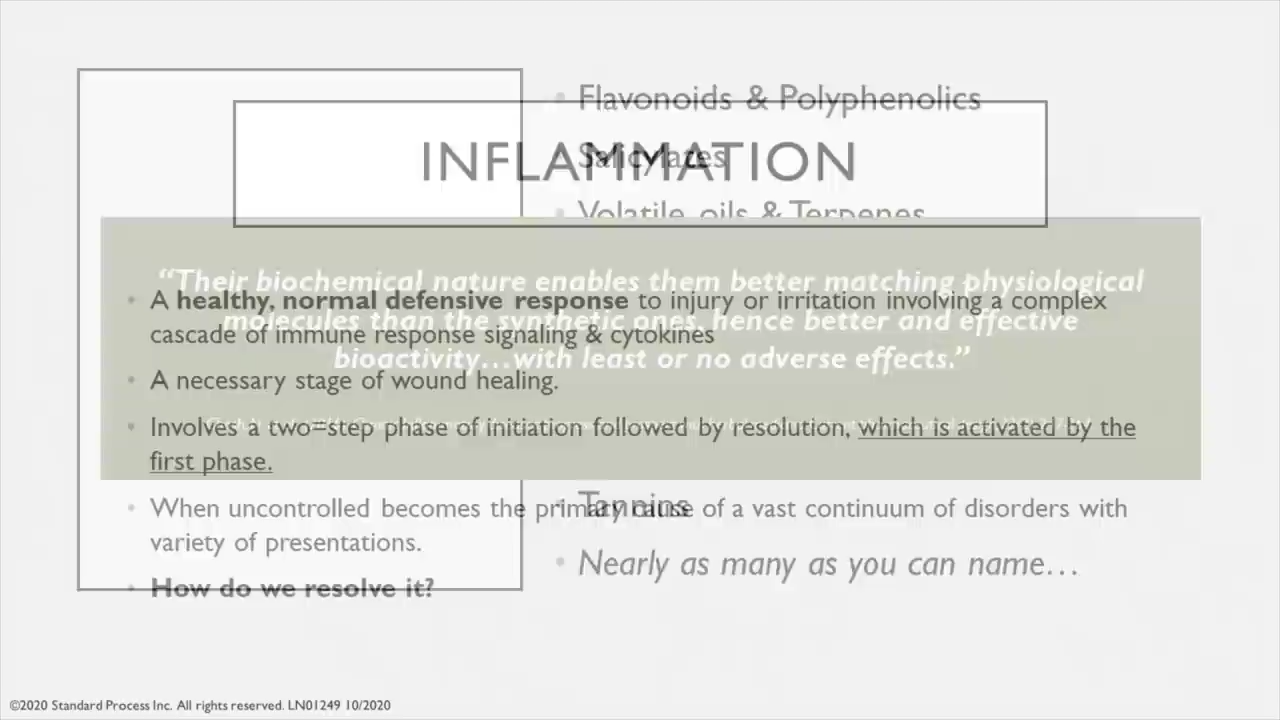 • Flavonoids & Polyphenolics
INFLAMMATION
• Salicylates
• Volatile oils & Terpenes
“Their biochemical nature enables them better matching physiological
molecules than the synthetic ones, hence better and effective
bioactivity…with least or no adverse effects.”
• A healthy, normal defensive response to injury or irritation involving a complex
cascade of immune response signaling & cytokines
• A necessary stage of wound healing.
• Involves a two-step phase of initiation followed by resolution, which is activated by the
first phase.
• Tannins
• When uncontrolled becomes the primary cause of a vast continuum of disorders with
variety of presentations.
• Nearly as many as you can name…
• How do we resolve it?
©2020 Standard Process Inc. All rights reserved. LN01249 10/2020